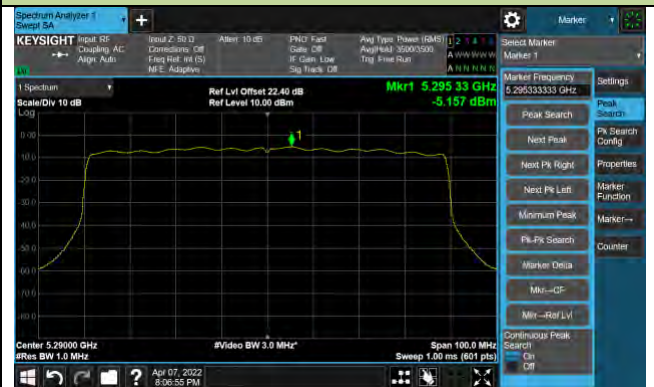 Spectrum Analyzer 1
Swept SA
+
Marker
KEYSIGHT
Input: RF
Coupling: AC
Align: Auto
Input Z: 50 Ω
Corrections: Off
Freq Ref: Int (S)
NFE: Adaptive
Atten: 10 dB
PNO: Fast
Gate: Off
IF Gain: Low
Sig Track: Off
Avg Type: Power (RMS)
Avg|Hold: 3500/3500
Trig: Free Run
A WWWWW
A NNNNN
Select Marker
Marker 1
1 Spectrum
Scale/Div 10 dB
Log
Ref Lvl Offset 22.40 dB
Ref Level 10.00 dBm
Mkr1 5.295 33 GHz
-5.157 dBm
1
0.00
-10.0
-20.0
-30.0
-40.0
-50.0
-60.0
-70.0
-80.0
Center 5.29000 GHz
#Res BW 1.0 MHz
#Video BW 3.0 MHz*
Span 100.0 MHz
Sweep 1.00 ms (601 pts)
Marker Frequency
5.295333333 GHz
Peak Search
Next Peak
Next Pk Right
Next Pk Left
Minimum Peak
Pk-Pk Search
Marker Delta
Mkr→CF
Mkr→Ref Lvl
Continuous Peak
Search
On
Off
Settings
Peak
Search
Pk Search
Config
Properties
Marker
Function
Marker→
Counter
?
Apr 07, 2022
8:06:55 PM